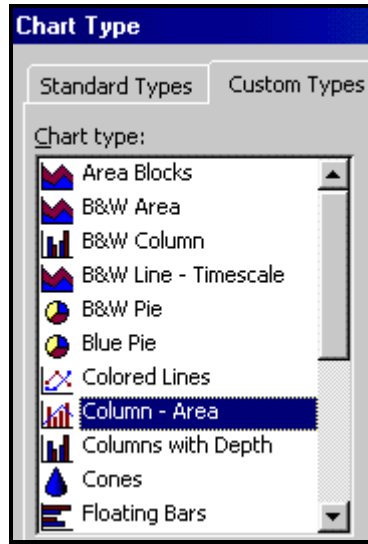 Chart Type
Standard Types Custom Types
Chart type:
Area Blocks
B&W Area
B&W Column
B&W Line - Timescale
B&W Pie
Blue Pie
Colored Lines
Column - Area
Columns with Depth
Cones
Floating Bars